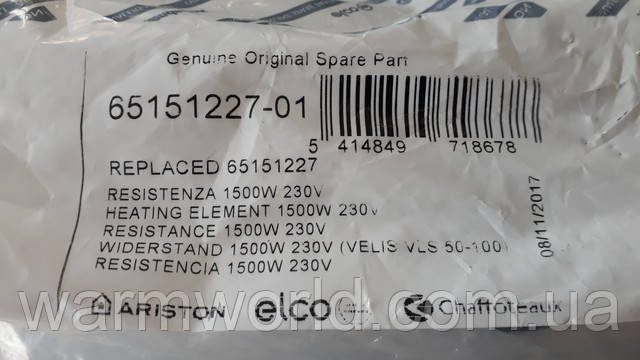 Genuine Original Spare Part
65151227-01
5 414849 718678
REPLACED 65151227
RESISTENZA 1500W 230V
HEATING ELEMENT 1500W 230V
RESISTANCE 1500W 230V
WIDERSTAND 1500W 230V (VELIS VLS 50-100)
RESISTENCIA 1500W 230V
08/11/2017
ARISTON elco Chaffoteaux
warmworld.com.ua